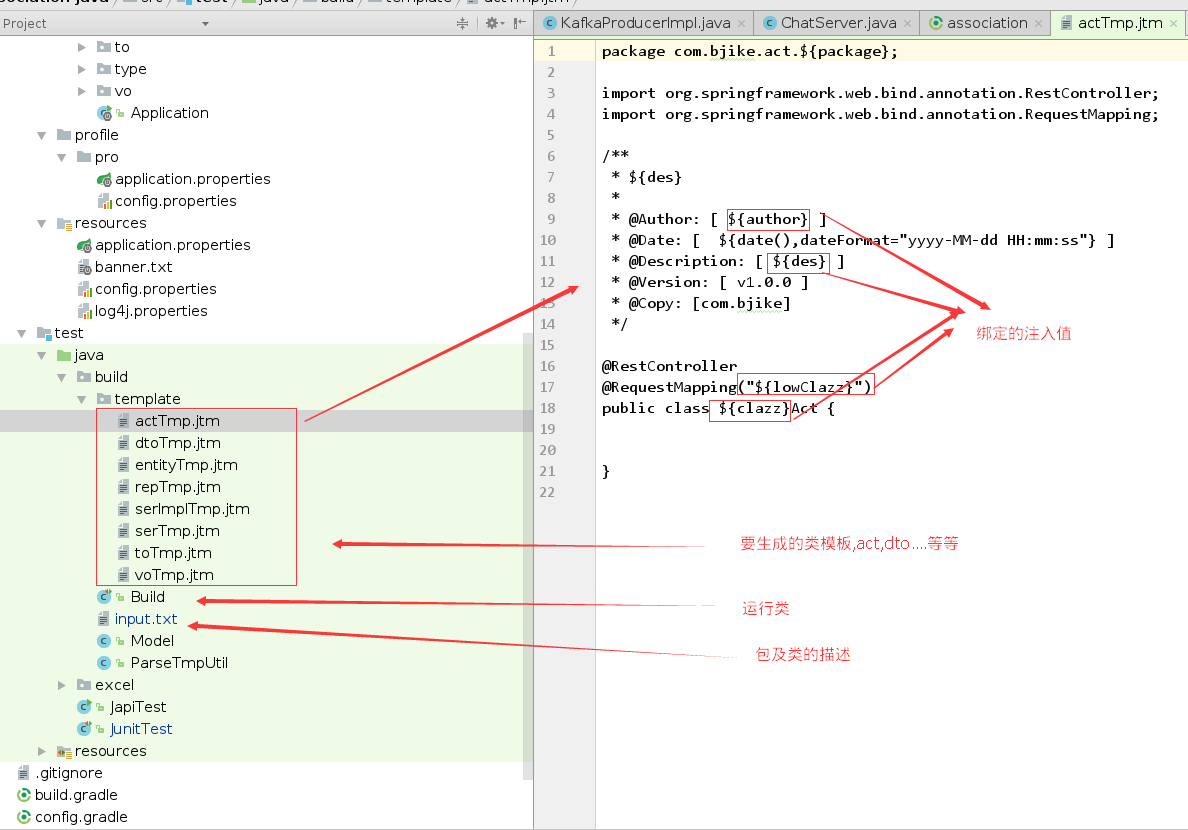 Project
KafkaProducerImpl.java
ChatServer.java
association
actTmp.jtm
to
type
vo
Application
profile
pro
application.properties
config.properties
resources
application.properties
banner.txt
config.properties
log4j.properties
test
java
build
template
actTmp.jtm
dtoTmp.jtm
entityTmp.jtm
repTmp.jtm
serImplTmp.jtm
serTmp.jtm
toTmp.jtm
voTmp.jtm
Build
input.txt
Model
ParseTmpUtil
excel
JapiTest
JunitTest
resources
.gitignore
build.gradle
config.gradle
1 package com.bjike.act.${package};
2
3 import org.springframework.web.bind.annotation.RestController;
4 import org.springframework.web.bind.annotation.RequestMapping;
5
6 /**
7 * ${des}
8 *
9 * @Author: [ ${author} ]
10 * @Date: [  ${date(),dateFormat="yyyy-MM-dd HH:mm:ss"} ]
11 * @Description: [ ${des} ]
12 * @Version: [ v1.0.0 ]
13 * @Copy: [com.bjike]
14 */
15
16 @RestController
17 @RequestMapping("${lowClazz}")
18 public class ${clazz}Act {
19
20
21 }
22
绑定的注入值
要生成的类模板,act,dto....等等
运行类
包及类的描述